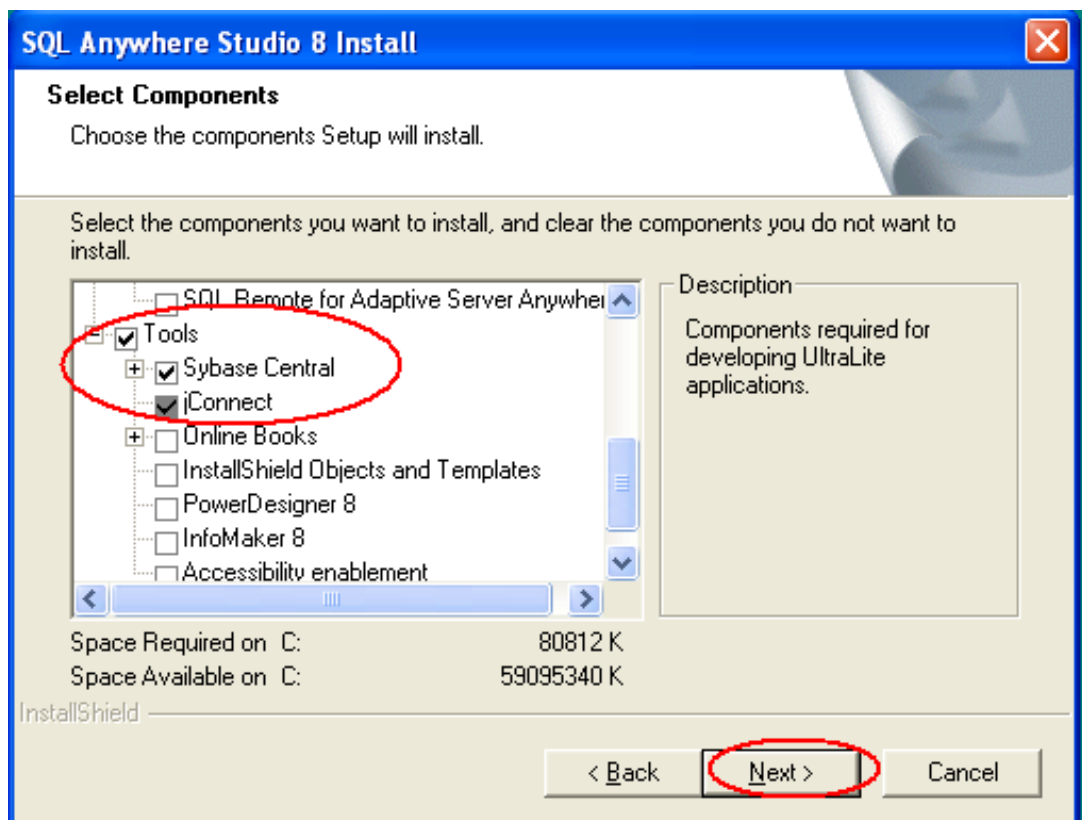 SQL Anywhere Studio 8 Install
Select Components
Choose the components Setup will install.
Select the components you want to install, and clear the components you do not want to
install.
SQL Remote for Adaptive Server Anywher
Tools
Sybase Central
jConnect
Online Books
InstallShield Objects and Templates
PowerDesigner 8
InfoMaker 8
Accessibility enablement
Description
Components required for
developing UltraLite
applications.
Space Required on C: 80812 K
Space Available on C: 59095340 K
InstallShield
< Back Next > Cancel